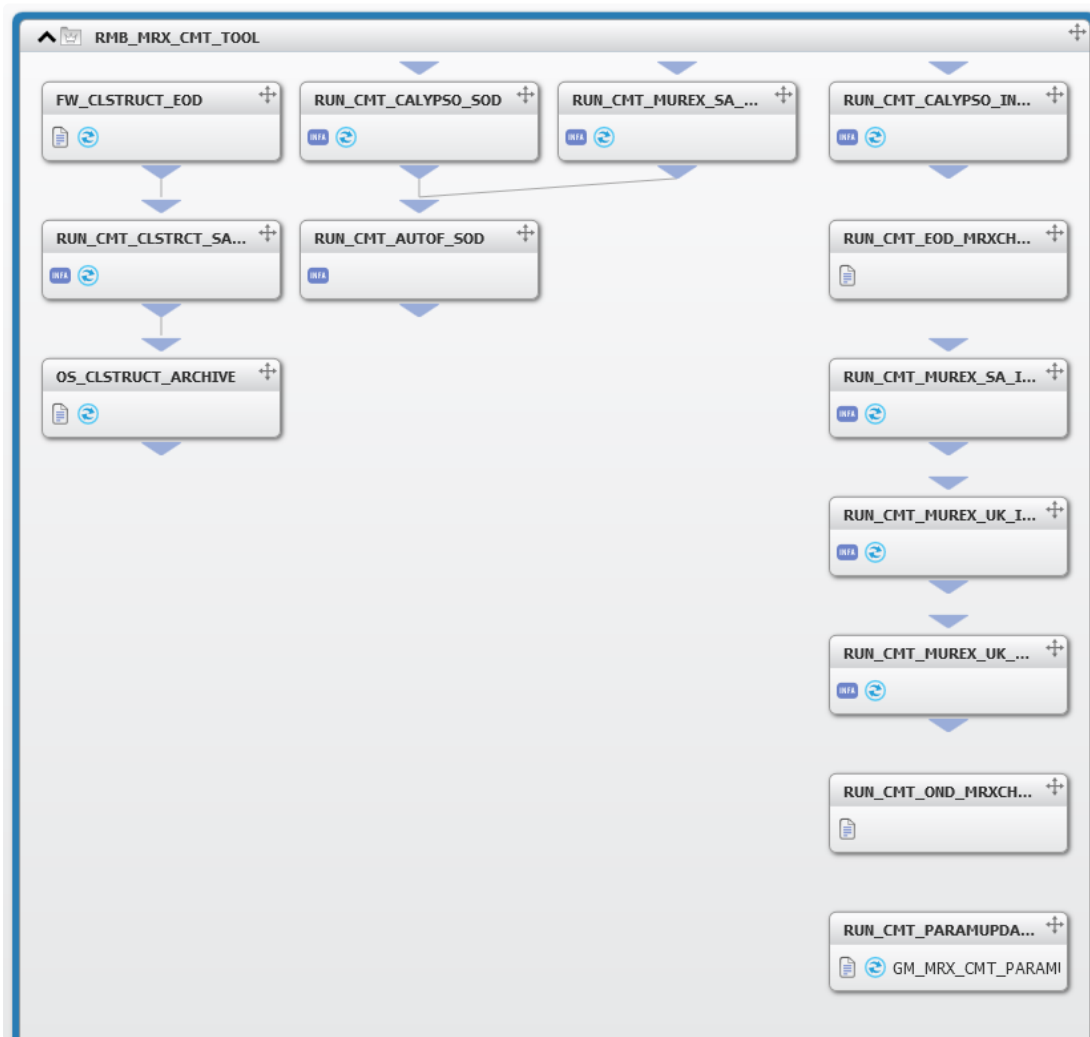 RMB_MRX_CMT_TOOL
FW_CLSTRUCT_EOD
RUN_CMT_CALYPSO_SOD
RUN_CMT_MUREX_SA_...
RUN_CMT_CALYPSO_IN...
INFA
INFA
INFA
RUN_CMT_CLSTRCT_SA...
RUN_CMT_AUTOF_SOD
RUN_CMT_EOD_MRXCH...
INFA
INFA
OS_CLSTRUCT_ARCHIVE
RUN_CMT_MUREX_SA_I...
INFA
RUN_CMT_MUREX_UK_I...
INFA
RUN_CMT_MUREX_UK_...
INFA
RUN_CMT_OND_MRXCH...
RUN_CMT_PARAMUPDA...
GM_MRX_CMT_PARAMU